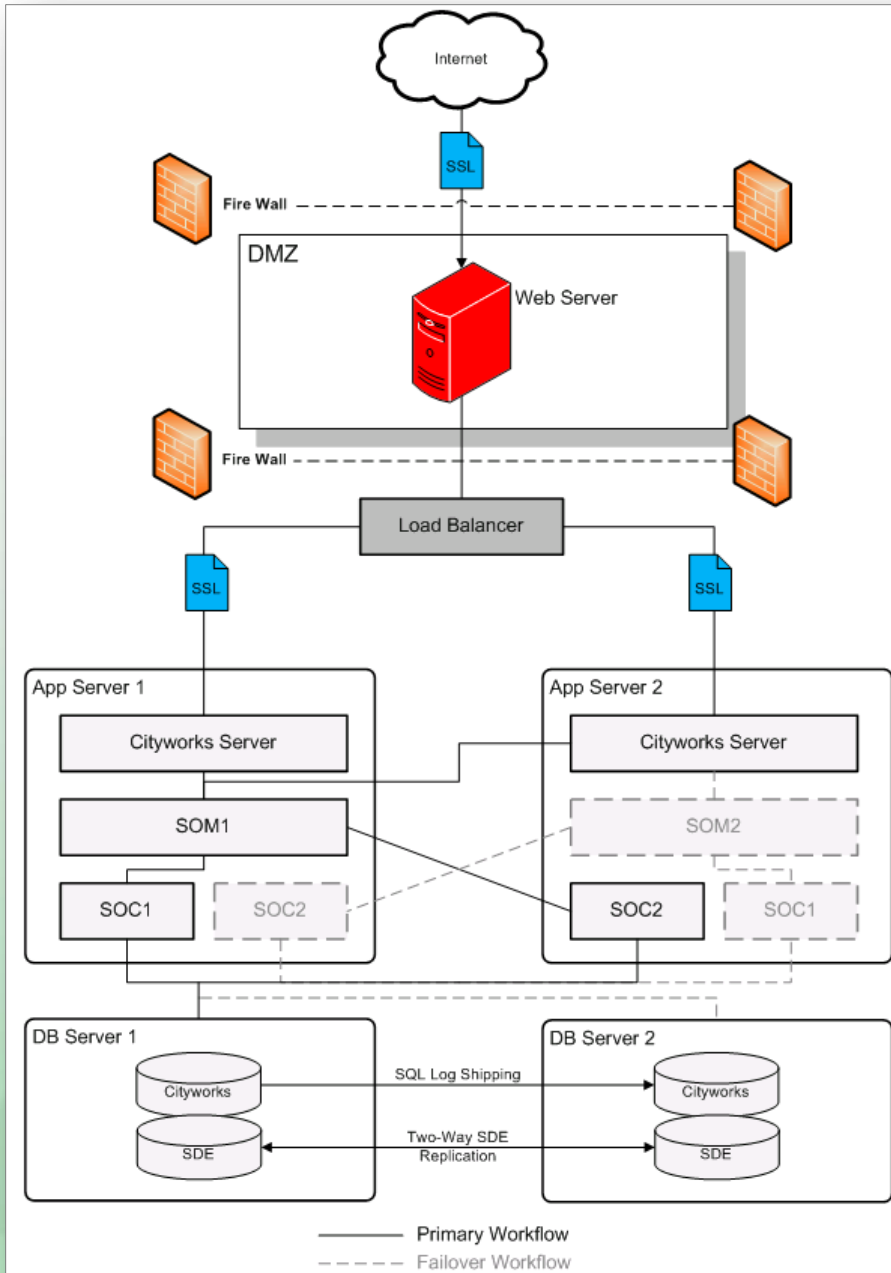 Internet
SSL
Fire Wall
DMZ
Web Server
Fire Wall
Load Balancer
SSL
SSL
App Server 1
App Server 2
Cityworks Server
Cityworks Server
SOM1
SOM2
SOC1
SOC2
SOC2
SOC1
DB Server 1
DB Server 2
Cityworks
SQL Log Shipping
Cityworks
SDE
Two-Way SDE
Replication
SDE
Primary Workflow
Failover Workflow